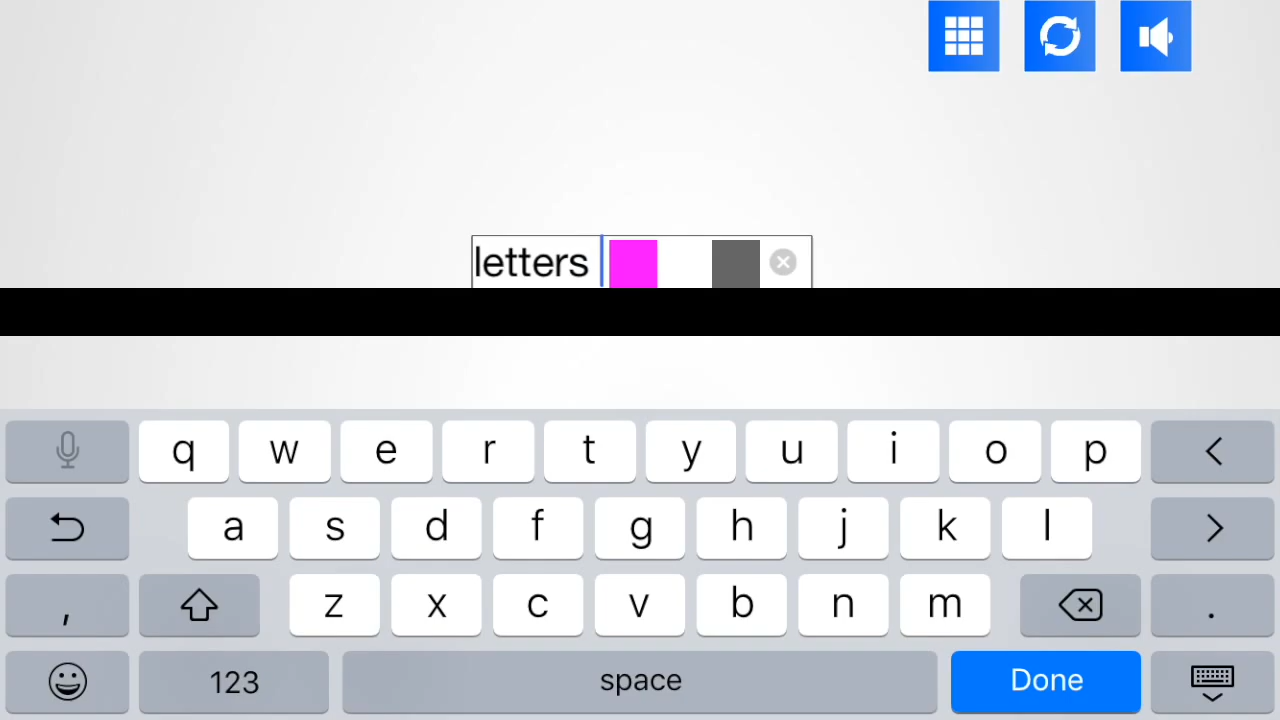 letters
q w e r t y u i o p <
a s d f g h j k l >
, z x c v b n m .
123 space Done